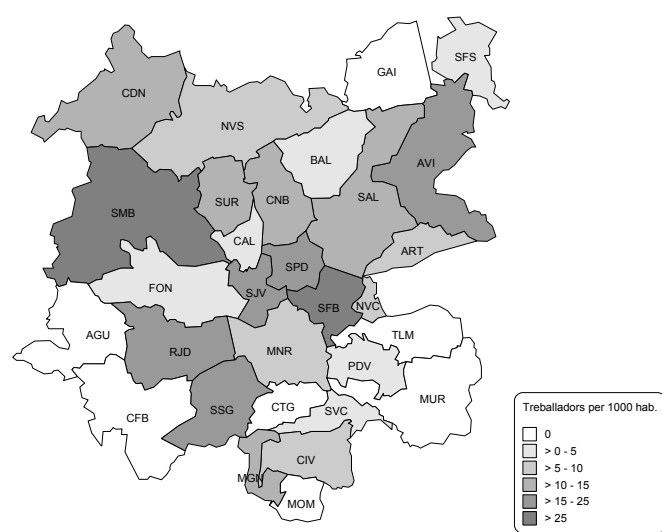 SFS
GAI
CDN
NVS
BAL
AVI
SUR
CNB
SAL
SMB
CAL
ART
SPD
FON
SJV
SFB
NVC
AGU
TLM
RJD
MNR
PDV
CFB
SSG
CTG
SVC
MUR
CIV
MGN
MOM
Treballadors per 1000 hab.
0
> 0 - 5
> 5 - 10
> 10 - 15
> 15 - 25
> 25